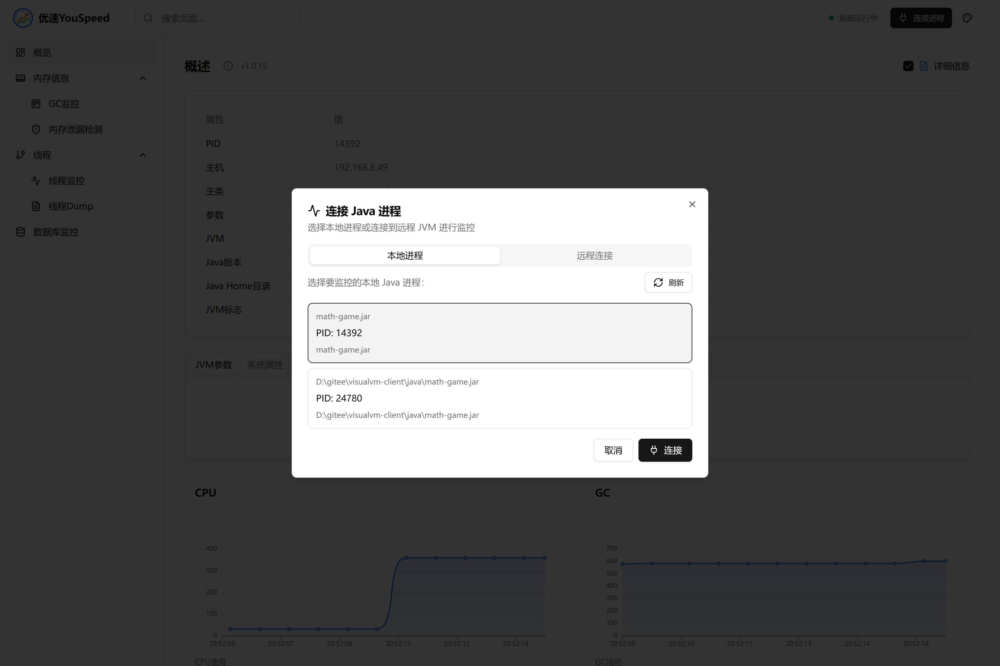 优速YouSpeed
搜索页面...
系统运行中
连接进程
概览
内存信息
GC监控
内存泄漏检测
线程
线程监控
线程Dump
数据库监控
概述
v1.0.15
详细信息
属性
值
PID
14392
主机
192.168.8.49
主类
参数
JVM
Java版本
Java Home目录
JVM标志
JVM参数
系统属性
连接 Java 进程
选择本地进程或连接到远程 JVM 进行监控
本地进程
远程连接
选择要监控的本地 Java 进程：
刷新
math-game.jar
PID: 14392
math-game.jar
D:\gitee\visualvm-client\java\math-game.jar
PID: 24780
D:\gitee\visualvm-client\java\math-game.jar
取消
连接
CPU
400
300
200
100
0
20:52:06
20:52:07
20:52:09
20:52:11
20:52:12
20:52:14
CPU使用
GC
700
600
500
400
300
200
100
0
20:52:09
20:52:10
20:52:11
20:52:13
20:52:14
20:52:14
GC活动